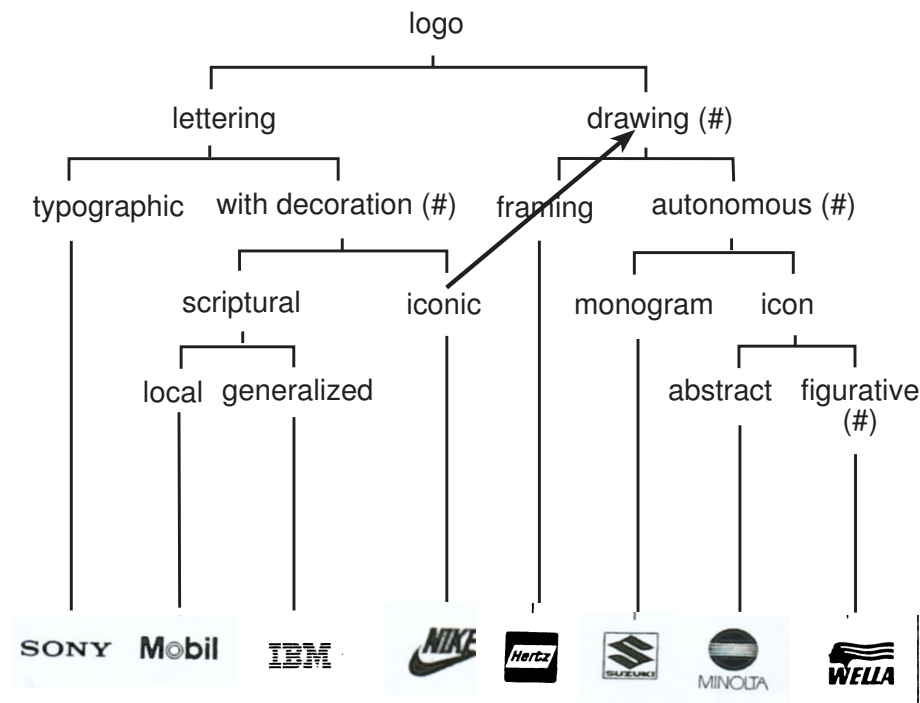 logo
lettering drawing (#)
typographic with decoration (#) framing autonomous (#)
scriptural iconic monogram icon
local generalized abstract figurative
(#)
SONY Mobil IBM NIKE Hertz SUZUKI MINOLTA WELLA